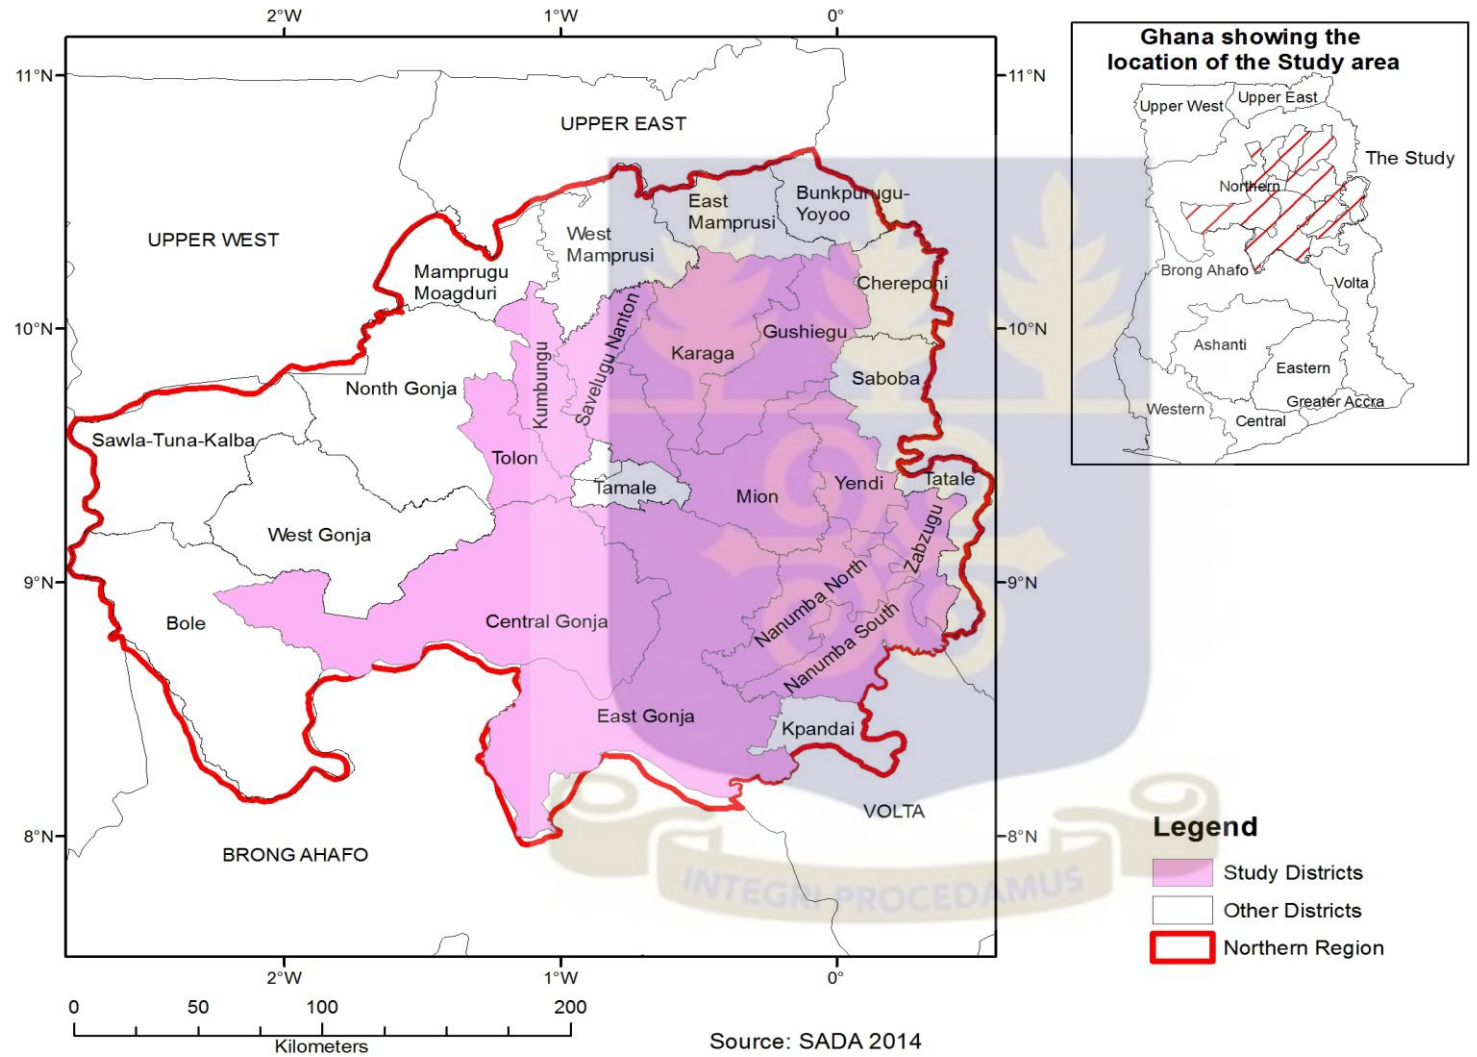 2°W 1°W 0°
11°N 11°N
UPPER EAST
UPPER WEST
East
Mamprusi
Bunkpurugu-
Yoyoo
West
Mamprusi
Mamprugu
Moagduri
Chereponi
10°N 10°N
Gushiegu
Karaga
Savelugu Nanton
Kumbungu
Nonth Gonja
Saboba
Sawla-Tuna-Kalba
Tolon
Tamale
Mion
Yendi
Tatale
Zabzugu
West Gonja
9°N 9°N
Nanumba North
Nanumba South
Bole
Central Gonja
East Gonja
Kpandai
VOLTA
8°N 8°N
BRONG AHAFO
INTEGRI PROCEDAMUS
2°W 1°W 0°
0 50 100 200
Kilometers
Source: SADA 2014
Ghana showing the
location of the Study area
Upper West
Upper East
The Study
Northern
Brong Ahafo
Volta
Ashanti
Eastern
Western
Greater Accra
Central
Legend
Study Districts
Other Districts
Northern Region